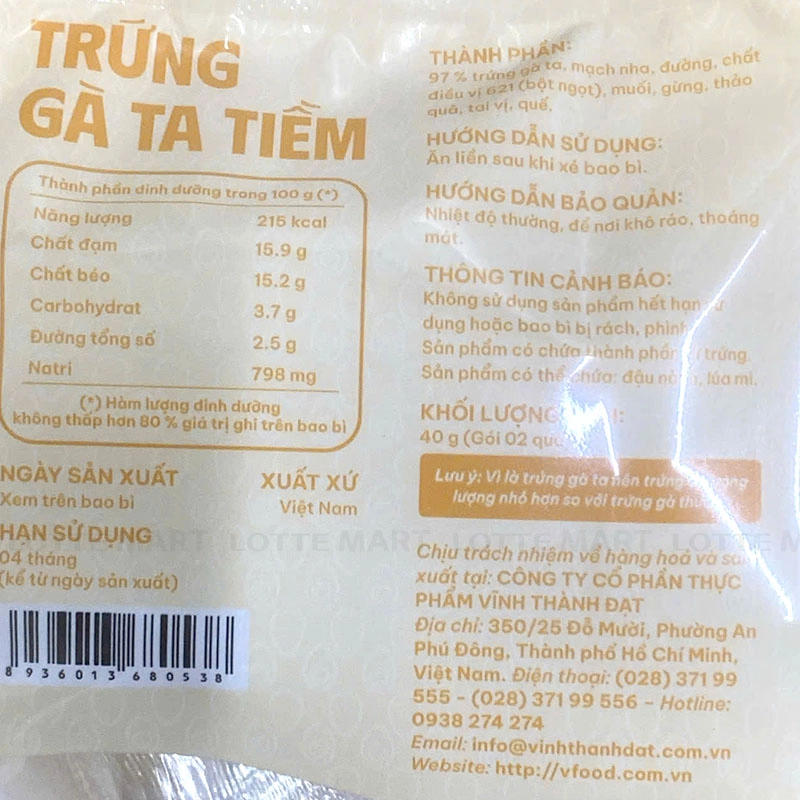 TRỨNG
GÀ TA TIỀM
Thành phần dinh dưỡng trong 100 g (*)
Năng lượng 215 kcal
Chất đạm 15.9 g
Chất béo 15.2 g
Carbohydrat 3.7 g
Đường tổng số 2.5 g
Natri 798 mg
(*) Hàm lượng dinh dưỡng
không thấp hơn 80 % giá trị ghi trên bao bì
NGÀY SẢN XUẤT
Xem trên bao bì
XUẤT XỨ
Việt Nam
HẠN SỬ DỤNG
04 tháng
(kể từ ngày sản xuất)
8 936013 680538
THÀNH PHẦN:
97 % trứng gà ta, mạch nha, đường, chất
điều vị 621 (bột ngọt), muối, gừng, thảo
quả, tai vị, quế.
HƯỚNG DẪN SỬ DỤNG:
Ăn liền sau khi xé bao bì.
HƯỚNG DẪN BẢO QUẢN:
Nhiệt độ thường, để nơi khô ráo, thoáng
mát.
THÔNG TIN CẢNH BÁO:
Không sử dụng sản phẩm hết hạn
dụng hoặc bao bì bị rách, phình
Sản phẩm có chứa thành phần trứng.
Sản phẩm có thể chứa: đậu nành, lúa mì.
KHỐI LƯỢNG
40 g (Gói 02
Lưu ý: Vì là trứng gà ta nên trứng
lượng nhỏ hơn so với trứng gà
LOTTE MART LOTTE MART LOTTE MART LOTTE M
Chịu trách nhiệm về hàng hoá và
xuất tại: CÔNG TY CỔ PHẦN THỰC
PHẨM VĨNH THÀNH ĐẠT
Địa chỉ: 350/25 Đỗ Mười, Phường An
Phú Đông, Thành phố Hồ Chí Minh,
Việt Nam. Điện thoại: (028) 371 99
555 - (028) 371 99 556 - Hotline:
0938 274 274
Email: info@vinhthanhdat.com.vn
Website: http://vfood.com.vn